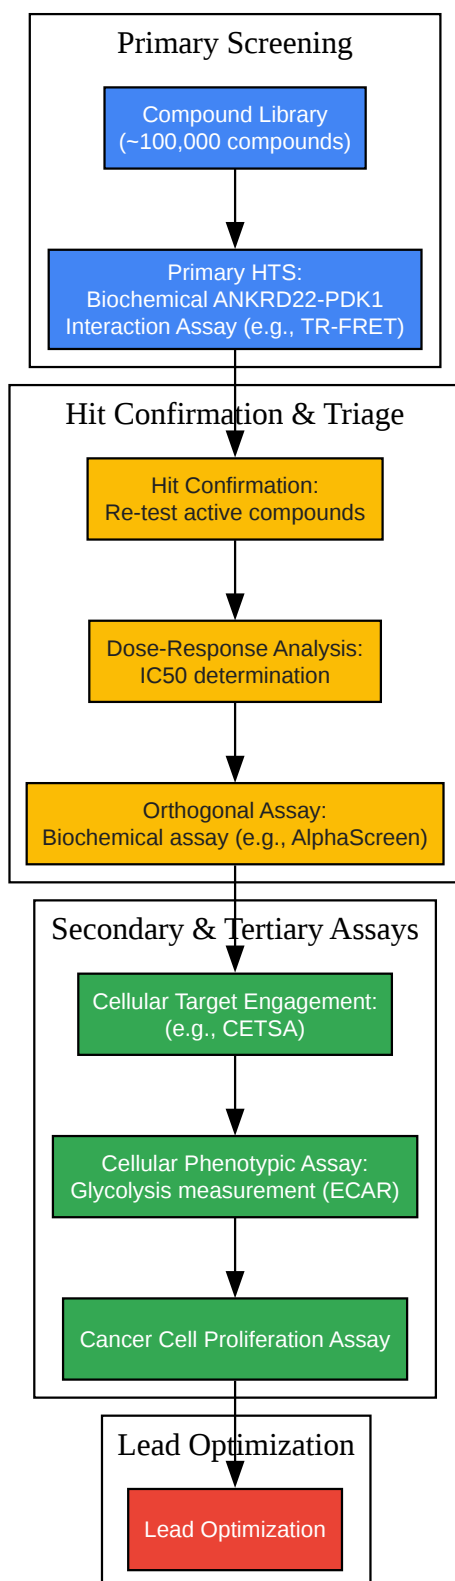 Primary Screening
Compound Library
(~100,000 compounds)
Primary HTS:
Biochemical ANKRD22-PDK1
Interaction Assay (e.g., TR-FRET)
Hit Confirmation & Triage
Hit Confirmation:
Re-test active compounds
Dose-Response Analysis:
IC50 determination
Orthogonal Assay:
Biochemical assay (e.g., AlphaScreen)
Secondary & Tertiary Assays
Cellular Target Engagement:
(e.g., CETSA)
Cellular Phenotypic Assay:
Glycolysis measurement (ECAR)
Cancer Cell Proliferation Assay
Lead Optimization
Lead Optimization